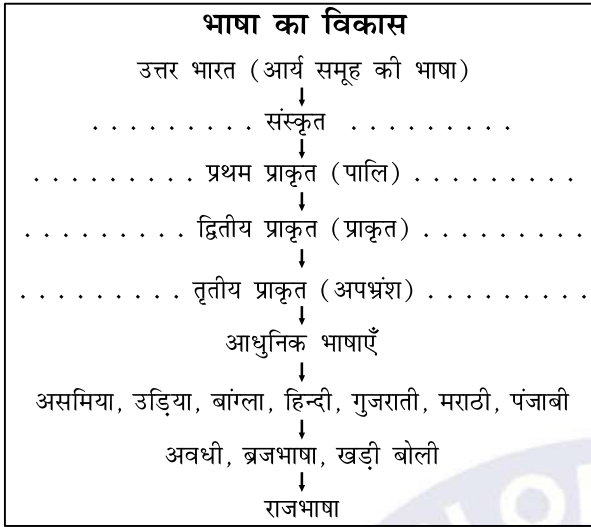 भाषा का विकास
उत्तर भारत (आर्य समूह की भाषा)
. . . . . . . . . संस्कृत . . . . . . . . .
. . . . . . . . . प्रथम प्राकृत (पालि) . . . . . . . . .
. . . . . . . . . द्वितीय प्राकृत (प्राकृत) . . . . . . . . .
. . . . . . . . . तृतीय प्राकृत (अपभ्रंश) . . . . . . . . .
आधुनिक भाषाएँ
असमिया, उड़िया, बांग्ला, हिन्दी, गुजराती, मराठी, पंजाबी
अवधी, ब्रजभाषा, खड़ी बोली
राजभाषा